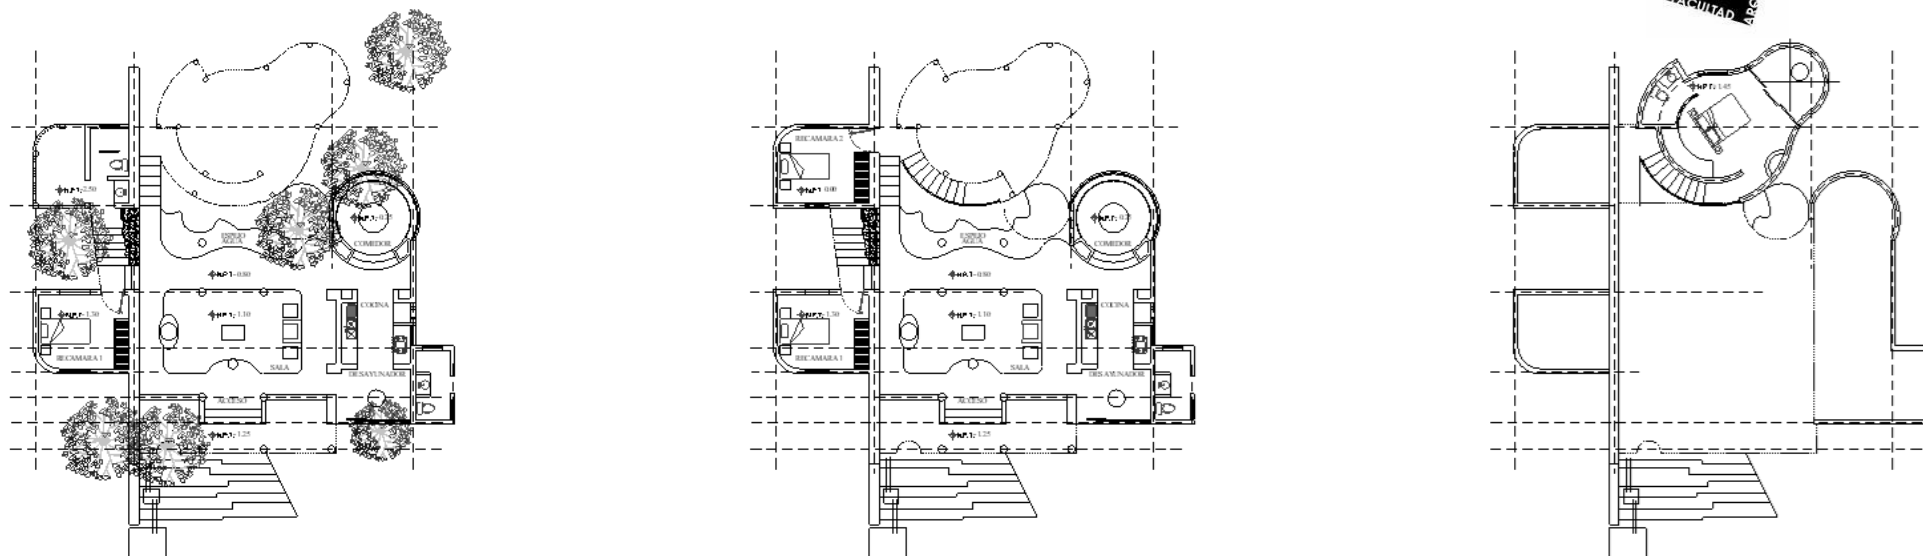 FACULTAD
N.P.T.- 2.50
N.P.T.- 0.25
COMEDOR
ESPEJO
AGUA
N.P.T.- 0.80
COCINA
N.P.T.- 1.30
N.P.T.- 1.10
RECAMARA 1
SALA
DESAYUNADOR
ACCESO
N.P.T.- 1.25
RECAMARA 2
N.P.T.- 0.00
N.P.T.- 0.25
COMEDOR
ESPEJO
AGUA
N.P.T.- 0.80
COCINA
N.P.T.- 1.30
N.P.T.- 1.10
RECAMARA 1
SALA
DESAYUNADOR
ACCESO
N.P.T.- 1.25
N.P.T.- 1.45